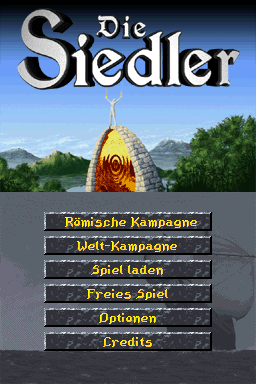 Die
Siedler
Römische Kampagne
Welt-Kampagne
Spiel laden
Freies Spiel
Optionen
Credits